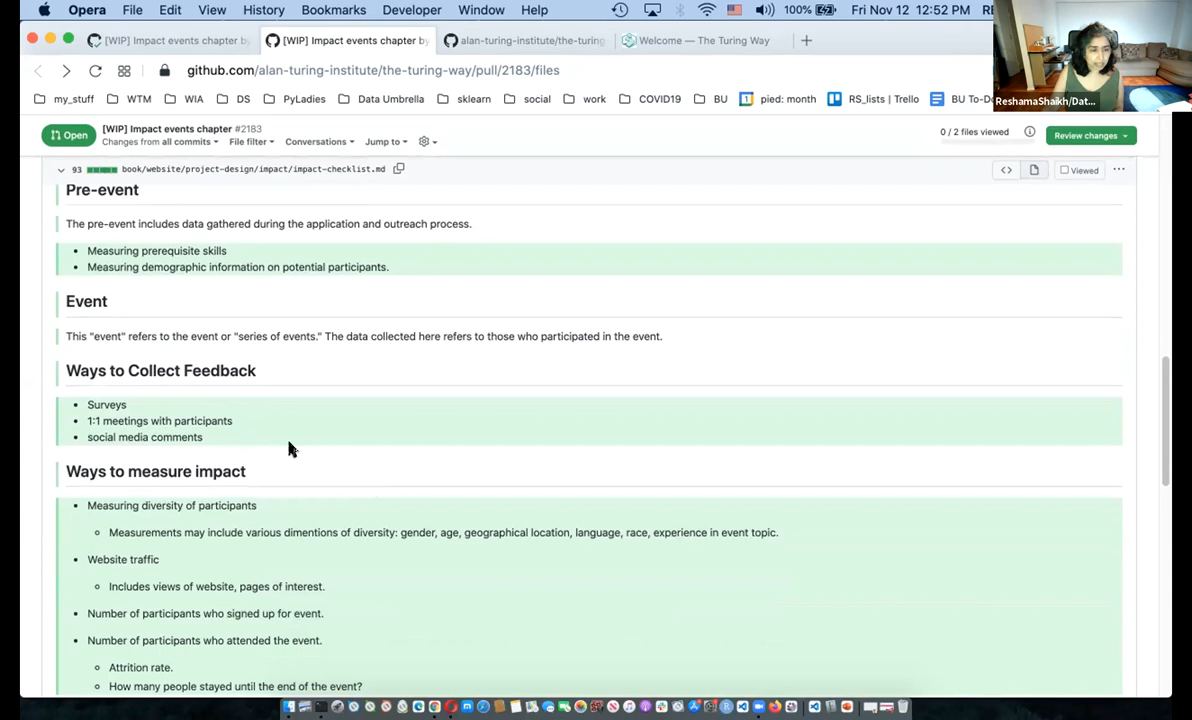 Opera File Edit View History Bookmarks Developer Window Help 100% Fri Nov 12 12:52 PM
[WIP] Impact events chapter by [WIP] Impact events chapter by alan-turing-institute/the-turing Welcome — The Turing Way
github.com/alan-turing-institute/the-turing-way/pull/2183/files
my_stuff WTM WIA DS PyLadies Data Umbrella sklearn social work COVID19 BU pied: month RS_lists | Trello BU To-Do
ReshamaShaikh/Dat...
Open
[WIP] Impact events chapter #2183
Changes from all commits File filter Conversations Jump to
0 / 2 files viewed
Review changes
93 book/website/project-design/impact/impact-checklist.md
Viewed
Pre-event
The pre-event includes data gathered during the application and outreach process.
Measuring prerequisite skills
Measuring demographic information on potential participants.
Event
This "event" refers to the event or "series of events." The data collected here refers to those who participated in the event.
Ways to Collect Feedback
Surveys
1:1 meetings with participants
social media comments
Ways to measure impact
Measuring diversity of participants
Measurements may include various dimentions of diversity: gender, age, geographical location, language, race, experience in event topic.
Website traffic
Includes views of website, pages of interest.
Number of participants who signed up for event.
Number of participants who attended the event.
Attrition rate.
How many people stayed until the end of the event?